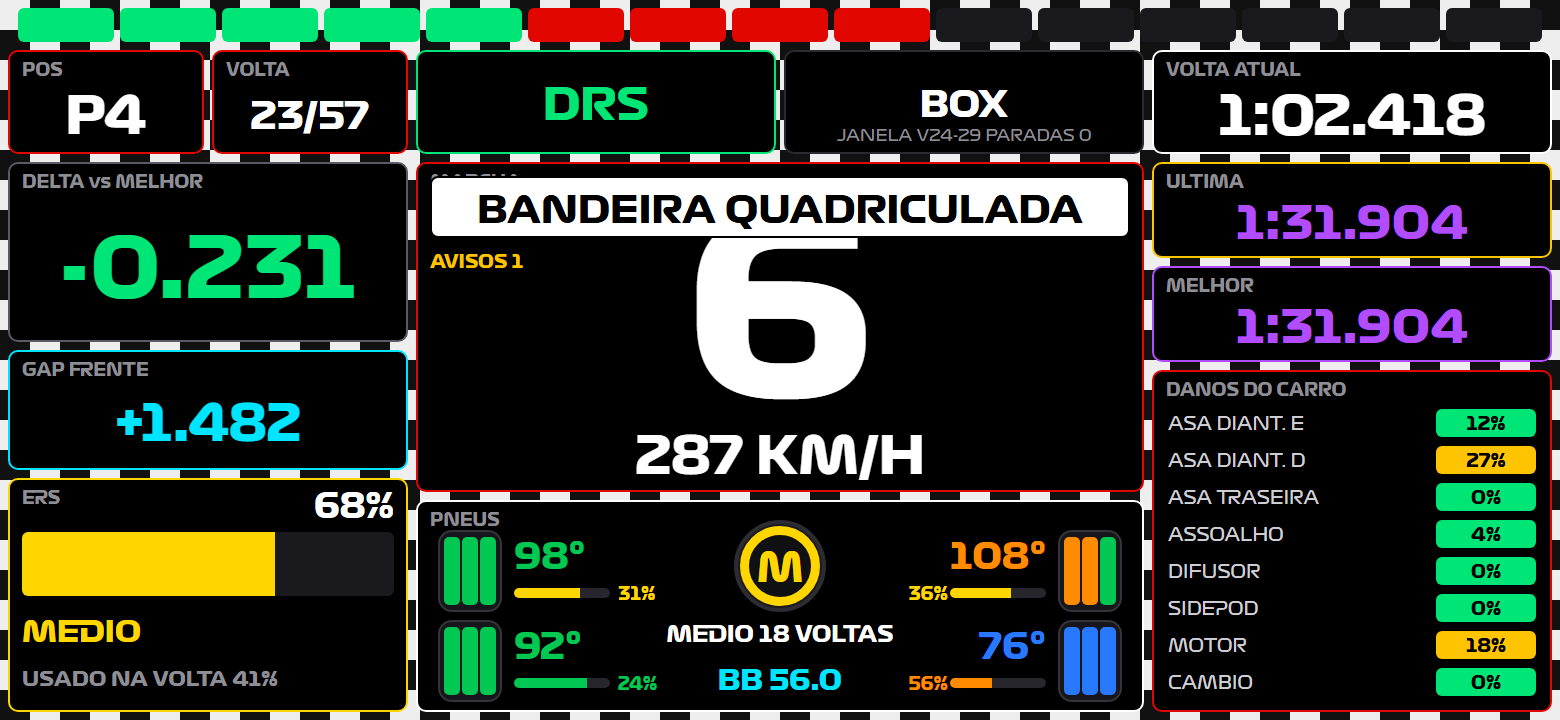 POS
P4
VOLTA
23/57
DRS
BOX
JANELA V24-29 PARADAS 0
VOLTA ATUAL
1:02.418
DELTA vs MELHOR
-0.231
BANDEIRA QUADRICULADA
AVISOS 1
6
287 KM/H
ULTIMA
1:31.904
MELHOR
1:31.904
GAP FRENTE
+1.482
ERS
68%
MEDIO
USADO NA VOLTA 41%
PNEUS
98°
31%
M
108°
36%
92°
24%
MEDIO 18 VOLTAS
BB 56.0
76°
56%
DANOS DO CARRO
ASA DIANT. E 12%
ASA DIANT. D 27%
ASA TRASEIRA 0%
ASSOALHO 4%
DIFUSOR 0%
SIDEPOD 0%
MOTOR 18%
CAMBIO 0%